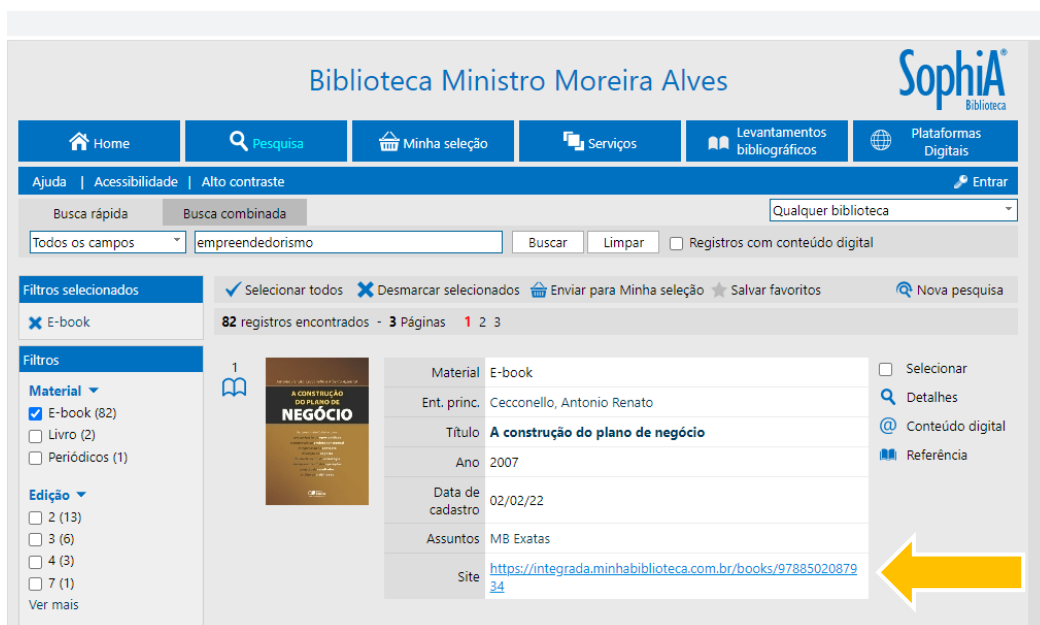 Biblioteca Ministro Moreira Alves
SophiA
Biblioteca
Home
Pesquisa
Minha seleção
Serviços
Levantamentos
bibliográficos
Plataformas
Digitais
Ajuda | Acessibilidade | Alto contraste
Entrar
Busca rápida
Busca combinada
Qualquer biblioteca
Todos os campos
empreendedorismo
Buscar
Limpar
Registros com conteúdo digital
Filtros selecionados
E-book
Selecionar todos
Desmarcar selecionados
Enviar para Minha seleção
Salvar favoritos
Nova pesquisa
82 registros encontrados - 3 Páginas 1 2 3
Filtros
Material
E-book (82)
Livro (2)
Periódicos (1)
Edição
2 (13)
3 (6)
4 (3)
7 (1)
Ver mais
1
A CONSTRUÇÃO
DO PLANO DE
NEGÓCIO
Material E-book
Ent. princ. Cecconello, Antonio Renato
Título A construção do plano de negócio
Ano 2007
Data de
cadastro 02/02/22
Assuntos MB Exatas
Site https://integrada.minhabiblioteca.com.br/books/97885020879
34
Selecionar
Detalhes
Conteúdo digital
Referência